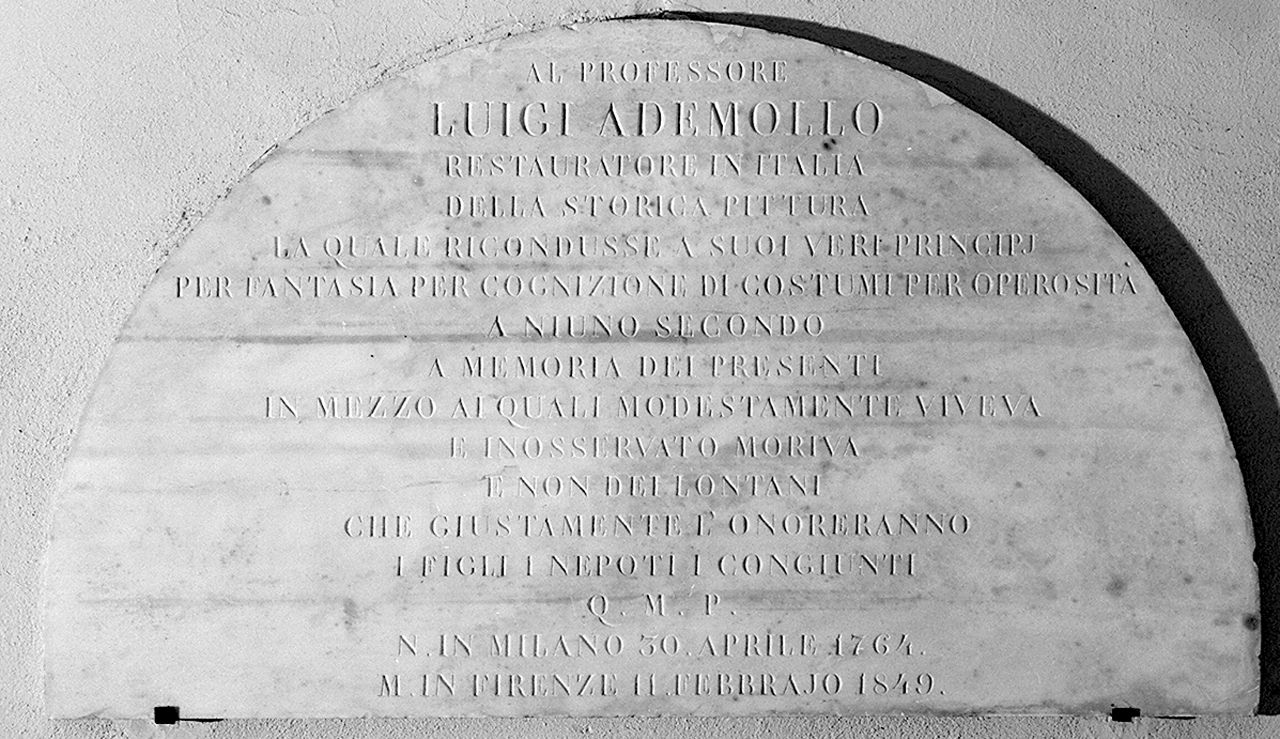 AL PROFESSORE
LUIGI ADEMOLLO
RESTAURATORE IN ITALIA
DELLA STORICA PITTURA
LA QUALE RICONDUSSE A SUOI VERI PRINCIPJ
PER FANTASIA PER COGNIZIONE DI COSTUMI PER OPEROSITA
A NIUNO SECONDO
A MEMORIA DEI PRESENTI
IN MEZZO AI QUALI MODESTAMENTE VIVEVA
E INOSSERVATO MORIVA
E NON DEI LONTANI
CHE GIUSTAMENTE L' ONORERANNO
I FIGLI I NEPOTI I CONGIUNTI
Q. M. P.
N. IN MILANO 30. APRILE 1764.
M. IN FIRENZE 11. FEBBRAJO 1849.